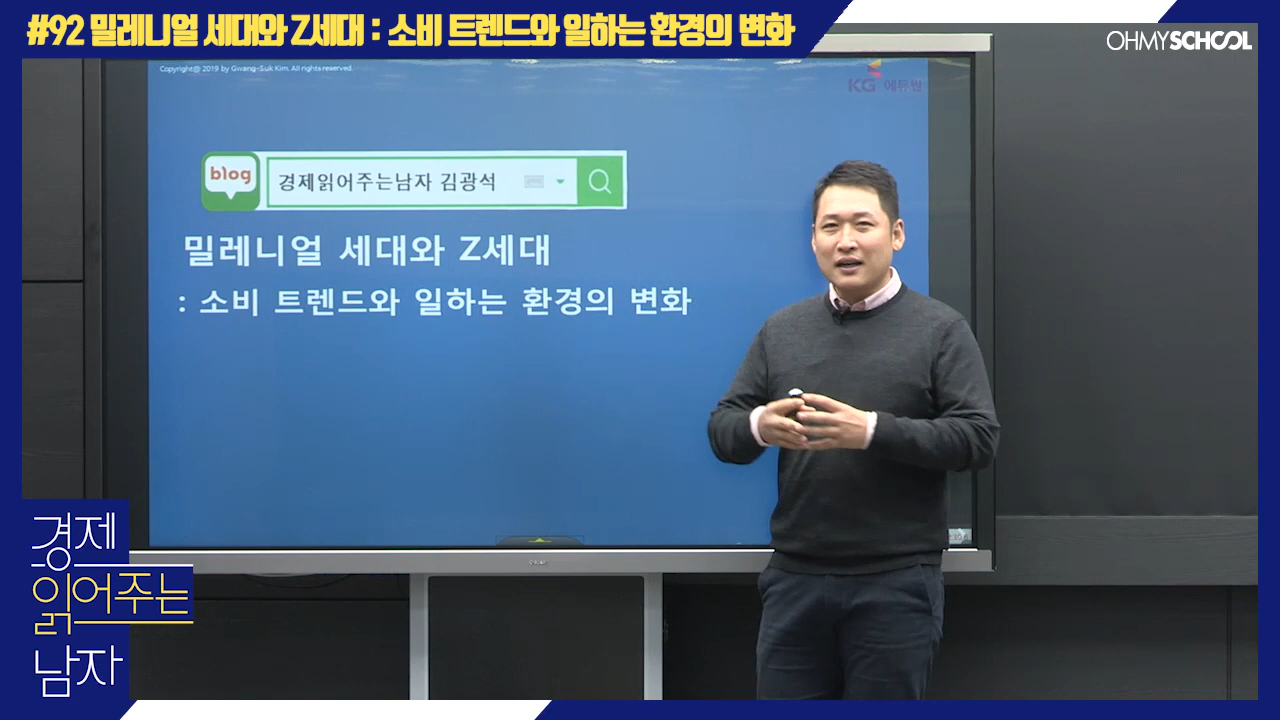 #92 밀레니얼 세대와 Z세대 : 소비 트렌드와 일하는 환경의 변화
OHMYSCHOOL
Copyright@ 2019 by Gwang-Suk Kim. All rights reserved.
KG 에듀원
blog
경제읽어주는남자 김광석
밀레니얼 세대와 Z세대
: 소비 트렌드와 일하는 환경의 변화
경제
읽어주는
남자